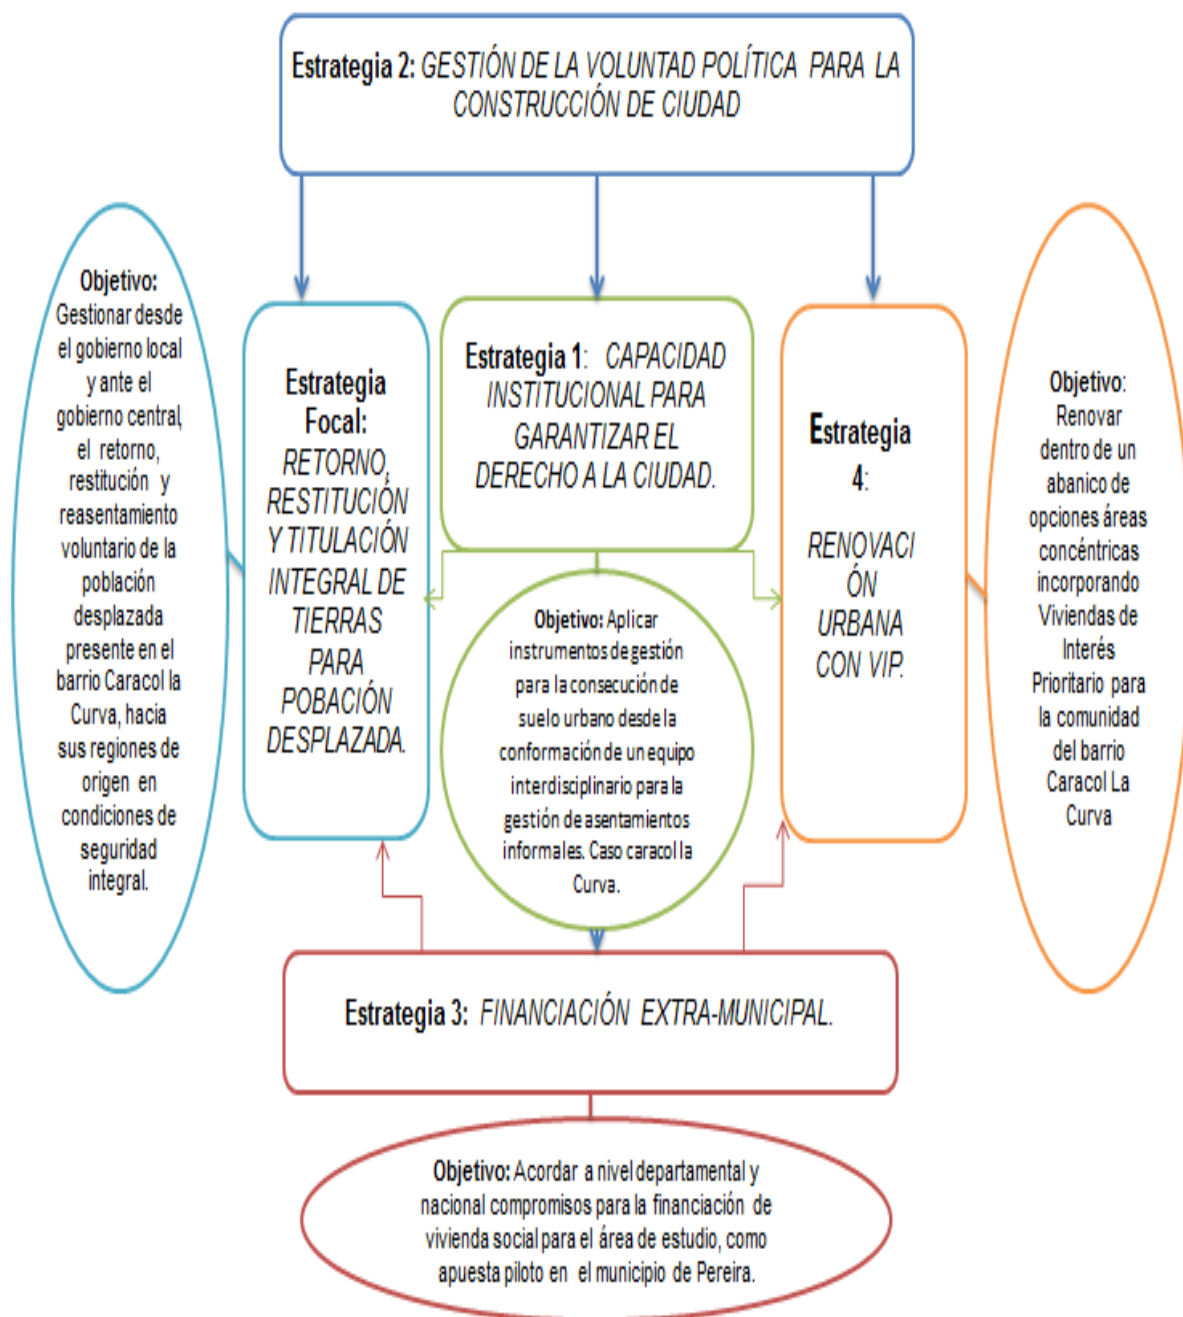 Estrategia 2: GESTIÓN DE LA VOLUNTAD POLÍTICA PARA LA
CONSTRUCCIÓN DE CIUDAD
Objetivo:
Gestionar desde
el gobierno local
y ante el
gobierno central,
el retorno,
restitución y
reasentamiento
voluntario de la
población
desplazada
presente en el
barrio Caracol la
Curva, hacia
sus regiones de
origen en
condiciones de
seguridad
integral.
Estrategia
Focal:
RETORNO,
RESTITUCIÓN
Y TITULACIÓN
INTEGRAL DE
TIERRAS
PARA
POBACIÓN
DESPLAZADA.
Estrategia 1: CAPACIDAD
INSTITUCIONAL PARA
GARANTIZAR EL
DERECHO A LA CIUDAD.
Objetivo: Aplicar
instrumentos de gestión
para la consecución de
suelo urbano desde la
conformación de un equipo
interdisciplinario para la
gestión de asentamientos
informales. Caso caracol la
Curva.
Estrategia
4:
RENOVACI
ÓN
URBANA
CON VIP.
Objetivo:
Renovar
dentro de un
abanico de
opciones áreas
concéntricas
incorporando
Viviendas de
Interés
Prioritario para
la comunidad
del barrio
Caracol La
Curva
Estrategia 3: FINANCIACIÓN EXTRA-MUNICIPAL.
Objetivo: Acordar a nivel departamental y
nacional compromisos para la financiación de
vivienda social para el área de estudio, como
apuesta piloto en el municipio de Pereira.